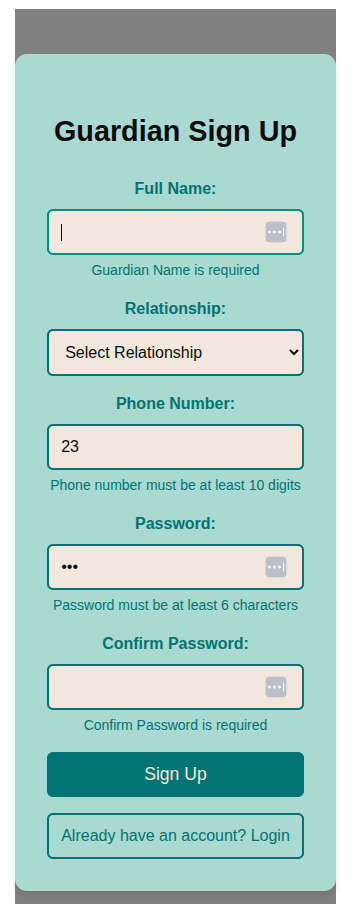 Guardian Sign Up
Full Name:
Guardian Name is required
Relationship:
Select Relationship
Phone Number:
23
Phone number must be at least 10 digits
Password:
•••
Password must be at least 6 characters
Confirm Password:
Confirm Password is required
Sign Up
Already have an account? Login